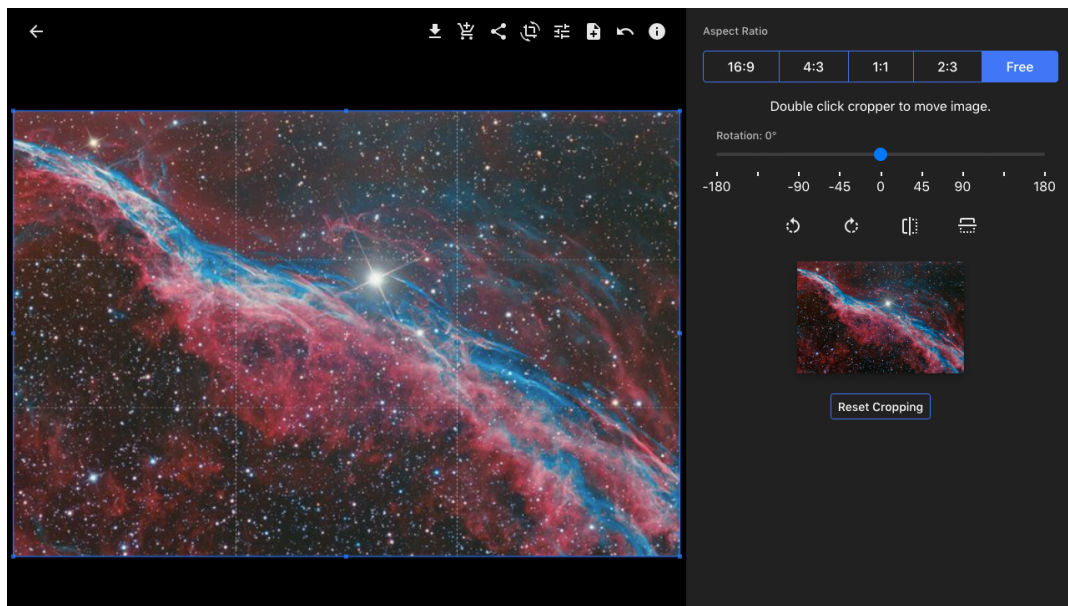 Aspect Ratio
16:9 4:3 1:1 2:3 Free
Double click cropper to move image.
Rotation: 0°
-180 -90 -45 0 45 90 180
Reset Cropping